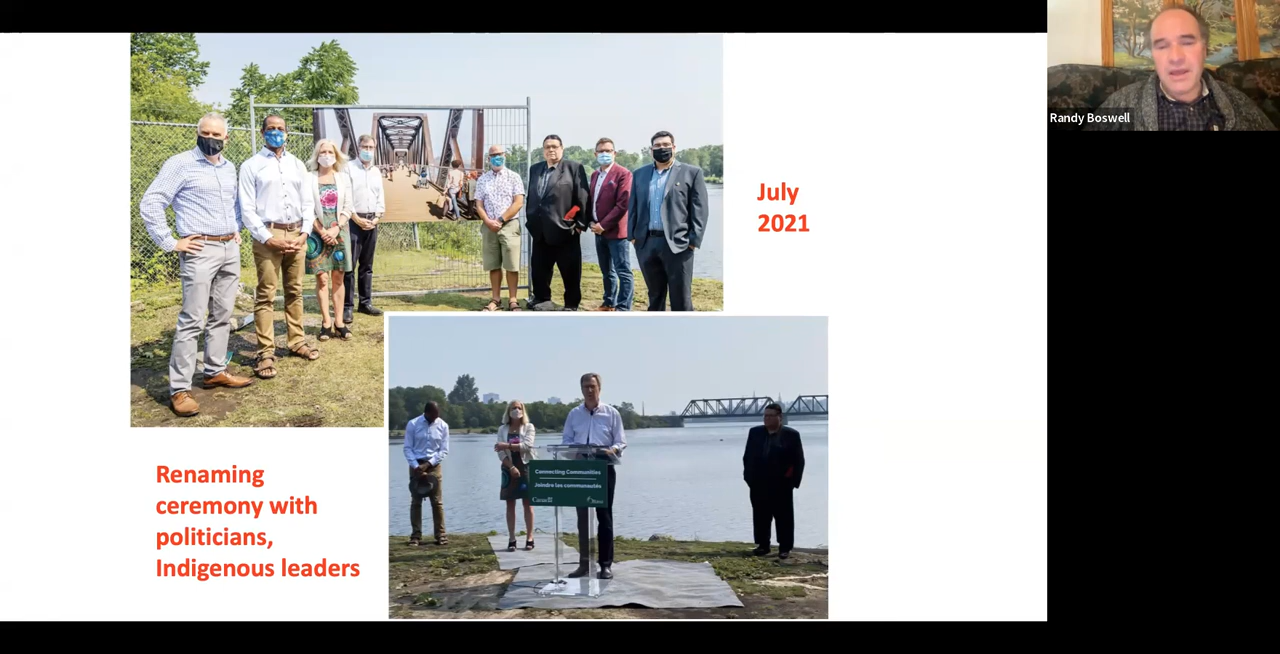 Randy Boswell
July
2021
Connecting Communities
Joindre les communautés
Canada
Renaming
ceremony with
politicians,
Indigenous leaders